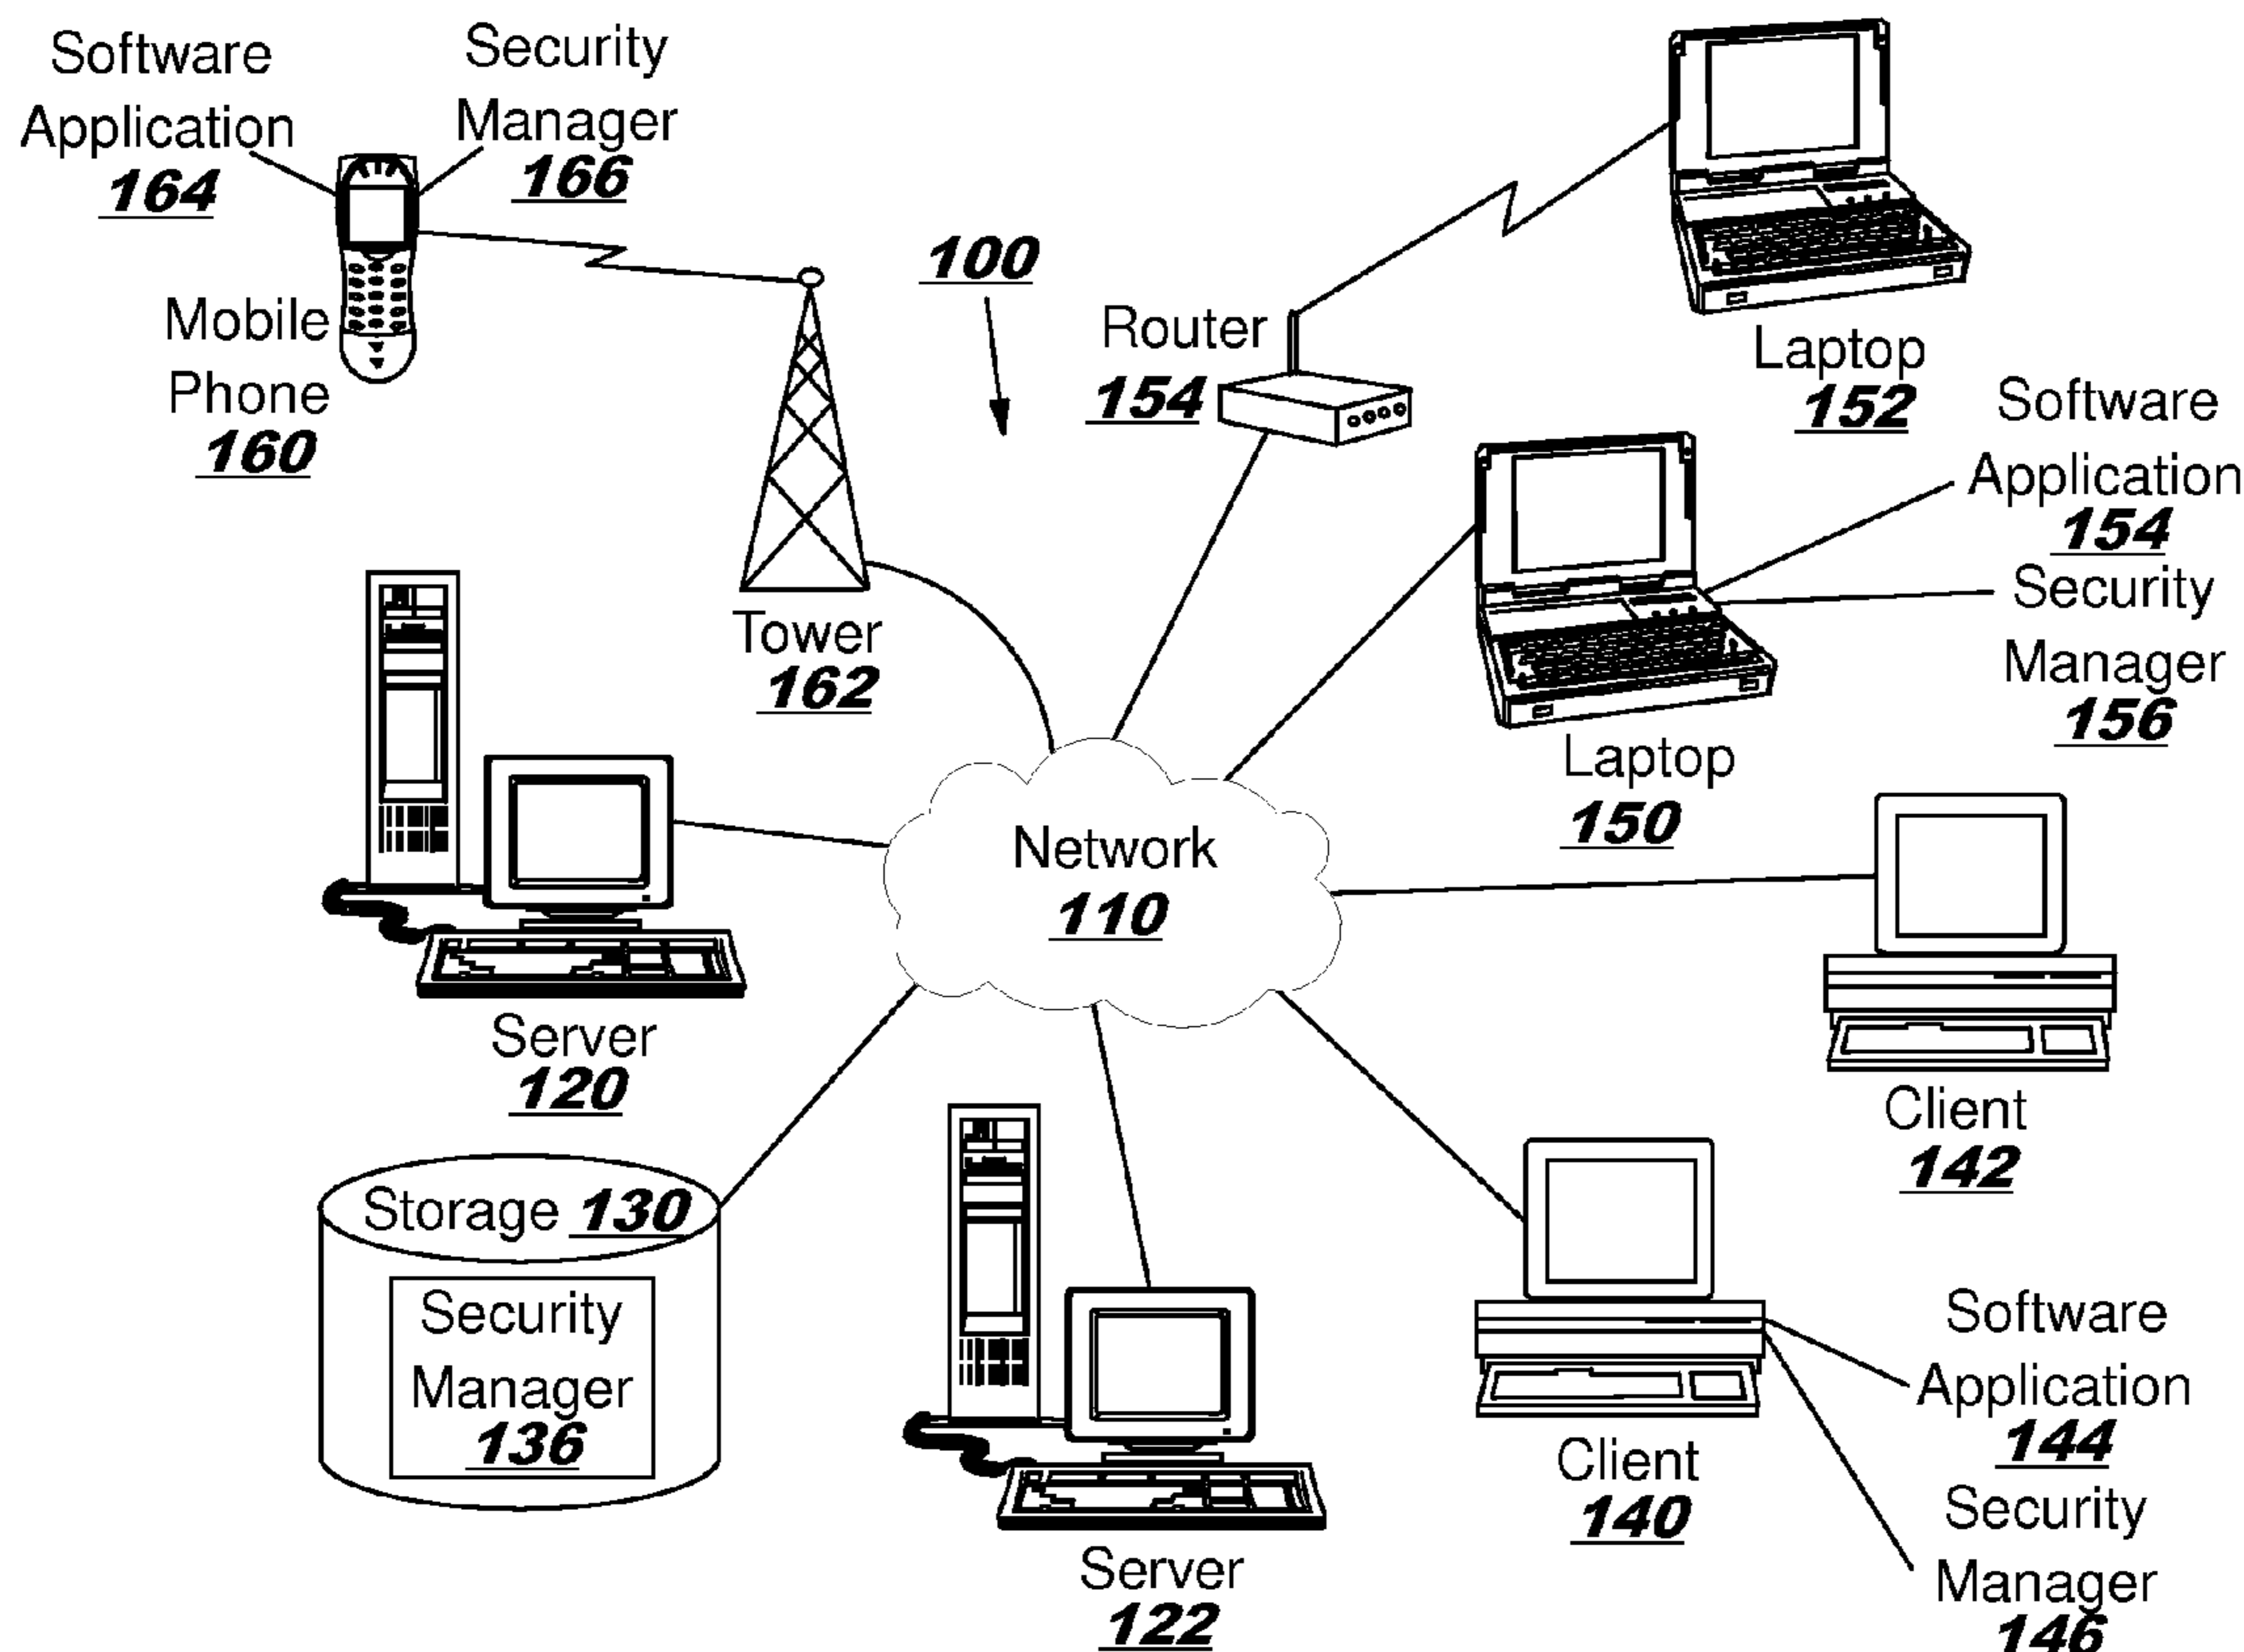 Software
Application
164
Security
Manager
166
Mobile
Phone
160
100
Tower
162
Router
154
Laptop
152
Software
Application
154
Security
Manager
156
Laptop
150
Network
110
Server
120
Client
142
Storage 130
Security
Manager
136
Server
122
Client
140
Software
Application
144
Security
Manager
146